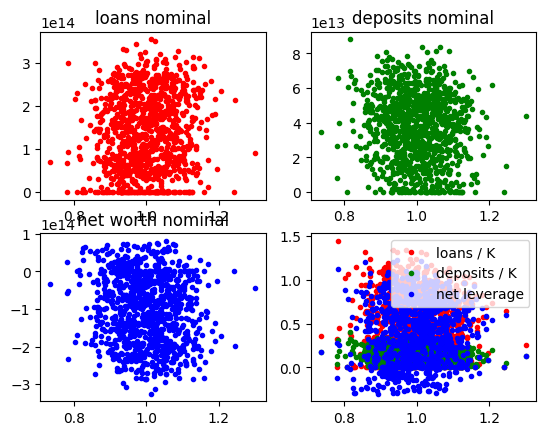 loans nominal
deposits nominal
1e14
1e13
3
2
1
0
0.8 1.0 1.2
8
4
0
0.8 1.0 1.2
net worth nominal
1e14
1
0
−1
−2
−3
0.8 1.0 1.2
1.5
1.0
0.5
0.0
0.8 1.0 1.2
loans / K
deposits / K
net leverage